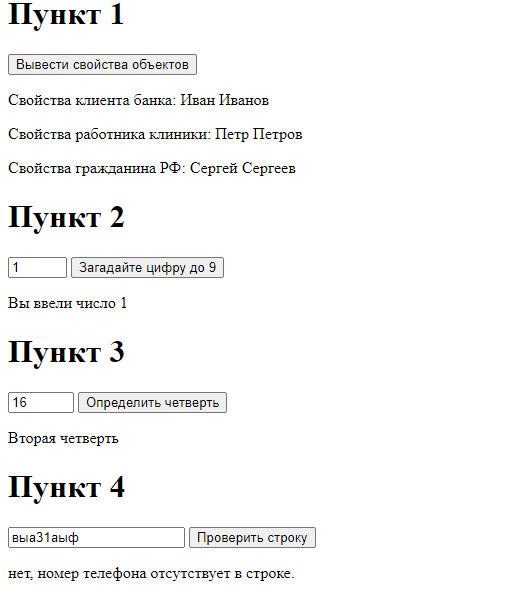 Пункт 1
Вывести свойства объектов
Свойства клиента банка: Иван Иванов
Свойства работника клиники: Петр Петров
Свойства гражданина РФ: Сергей Сергеев
Пункт 2
1 Загадайте цифру до 9
Вы ввели число 1
Пункт 3
16 Определить четверть
Вторая четверть
Пункт 4
выа31аыф Проверить строку
нет, номер телефона отсутствует в строке.